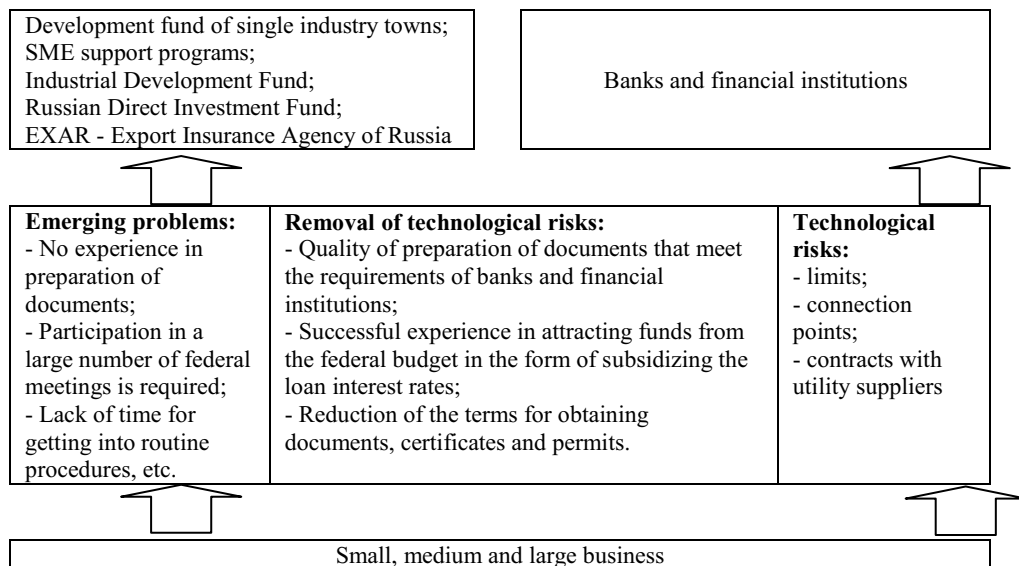 Development fund of single industry towns;
SME support programs;
Industrial Development Fund;
Russian Direct Investment Fund;
EXAR - Export Insurance Agency of Russia
Banks and financial institutions
Emerging problems:
- No experience in
preparation of
documents;
- Participation in a
large number of federal
meetings is required;
- Lack of time for
getting into routine
procedures, etc.
Removal of technological risks:
- Quality of preparation of documents that meet
the requirements of banks and financial
institutions;
- Successful experience in attracting funds from
the federal budget in the form of subsidizing the
loan interest rates;
- Reduction of the terms for obtaining
documents, certificates and permits.
Technological
risks:
- limits;
- connection
points;
- contracts with
utility suppliers
Small, medium and large business